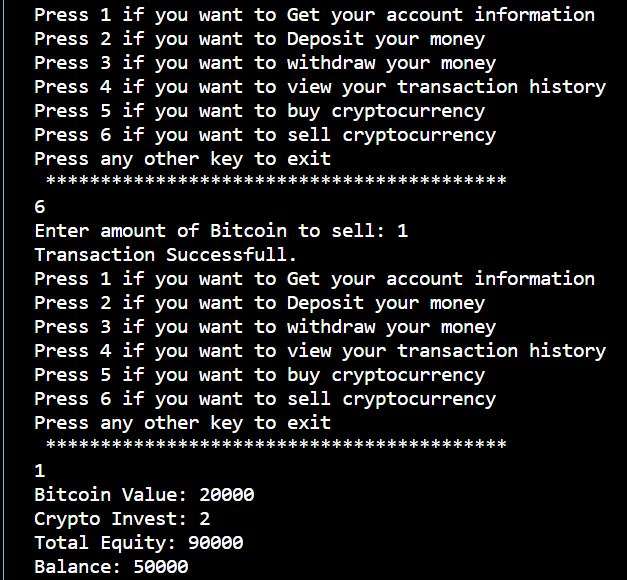 Press 1 if you want to Get your account information
Press 2 if you want to Deposit your money
Press 3 if you want to withdraw your money
Press 4 if you want to view your transaction history
Press 5 if you want to buy cryptocurrency
Press 6 if you want to sell cryptocurrency
Press any other key to exit
******************************************
6
Enter amount of Bitcoin to sell: 1
Transaction Successfull.
Press 1 if you want to Get your account information
Press 2 if you want to Deposit your money
Press 3 if you want to withdraw your money
Press 4 if you want to view your transaction history
Press 5 if you want to buy cryptocurrency
Press 6 if you want to sell cryptocurrency
Press any other key to exit
******************************************
1
Bitcoin Value: 20000
Crypto Invest: 2
Total Equity: 90000
Balance: 50000